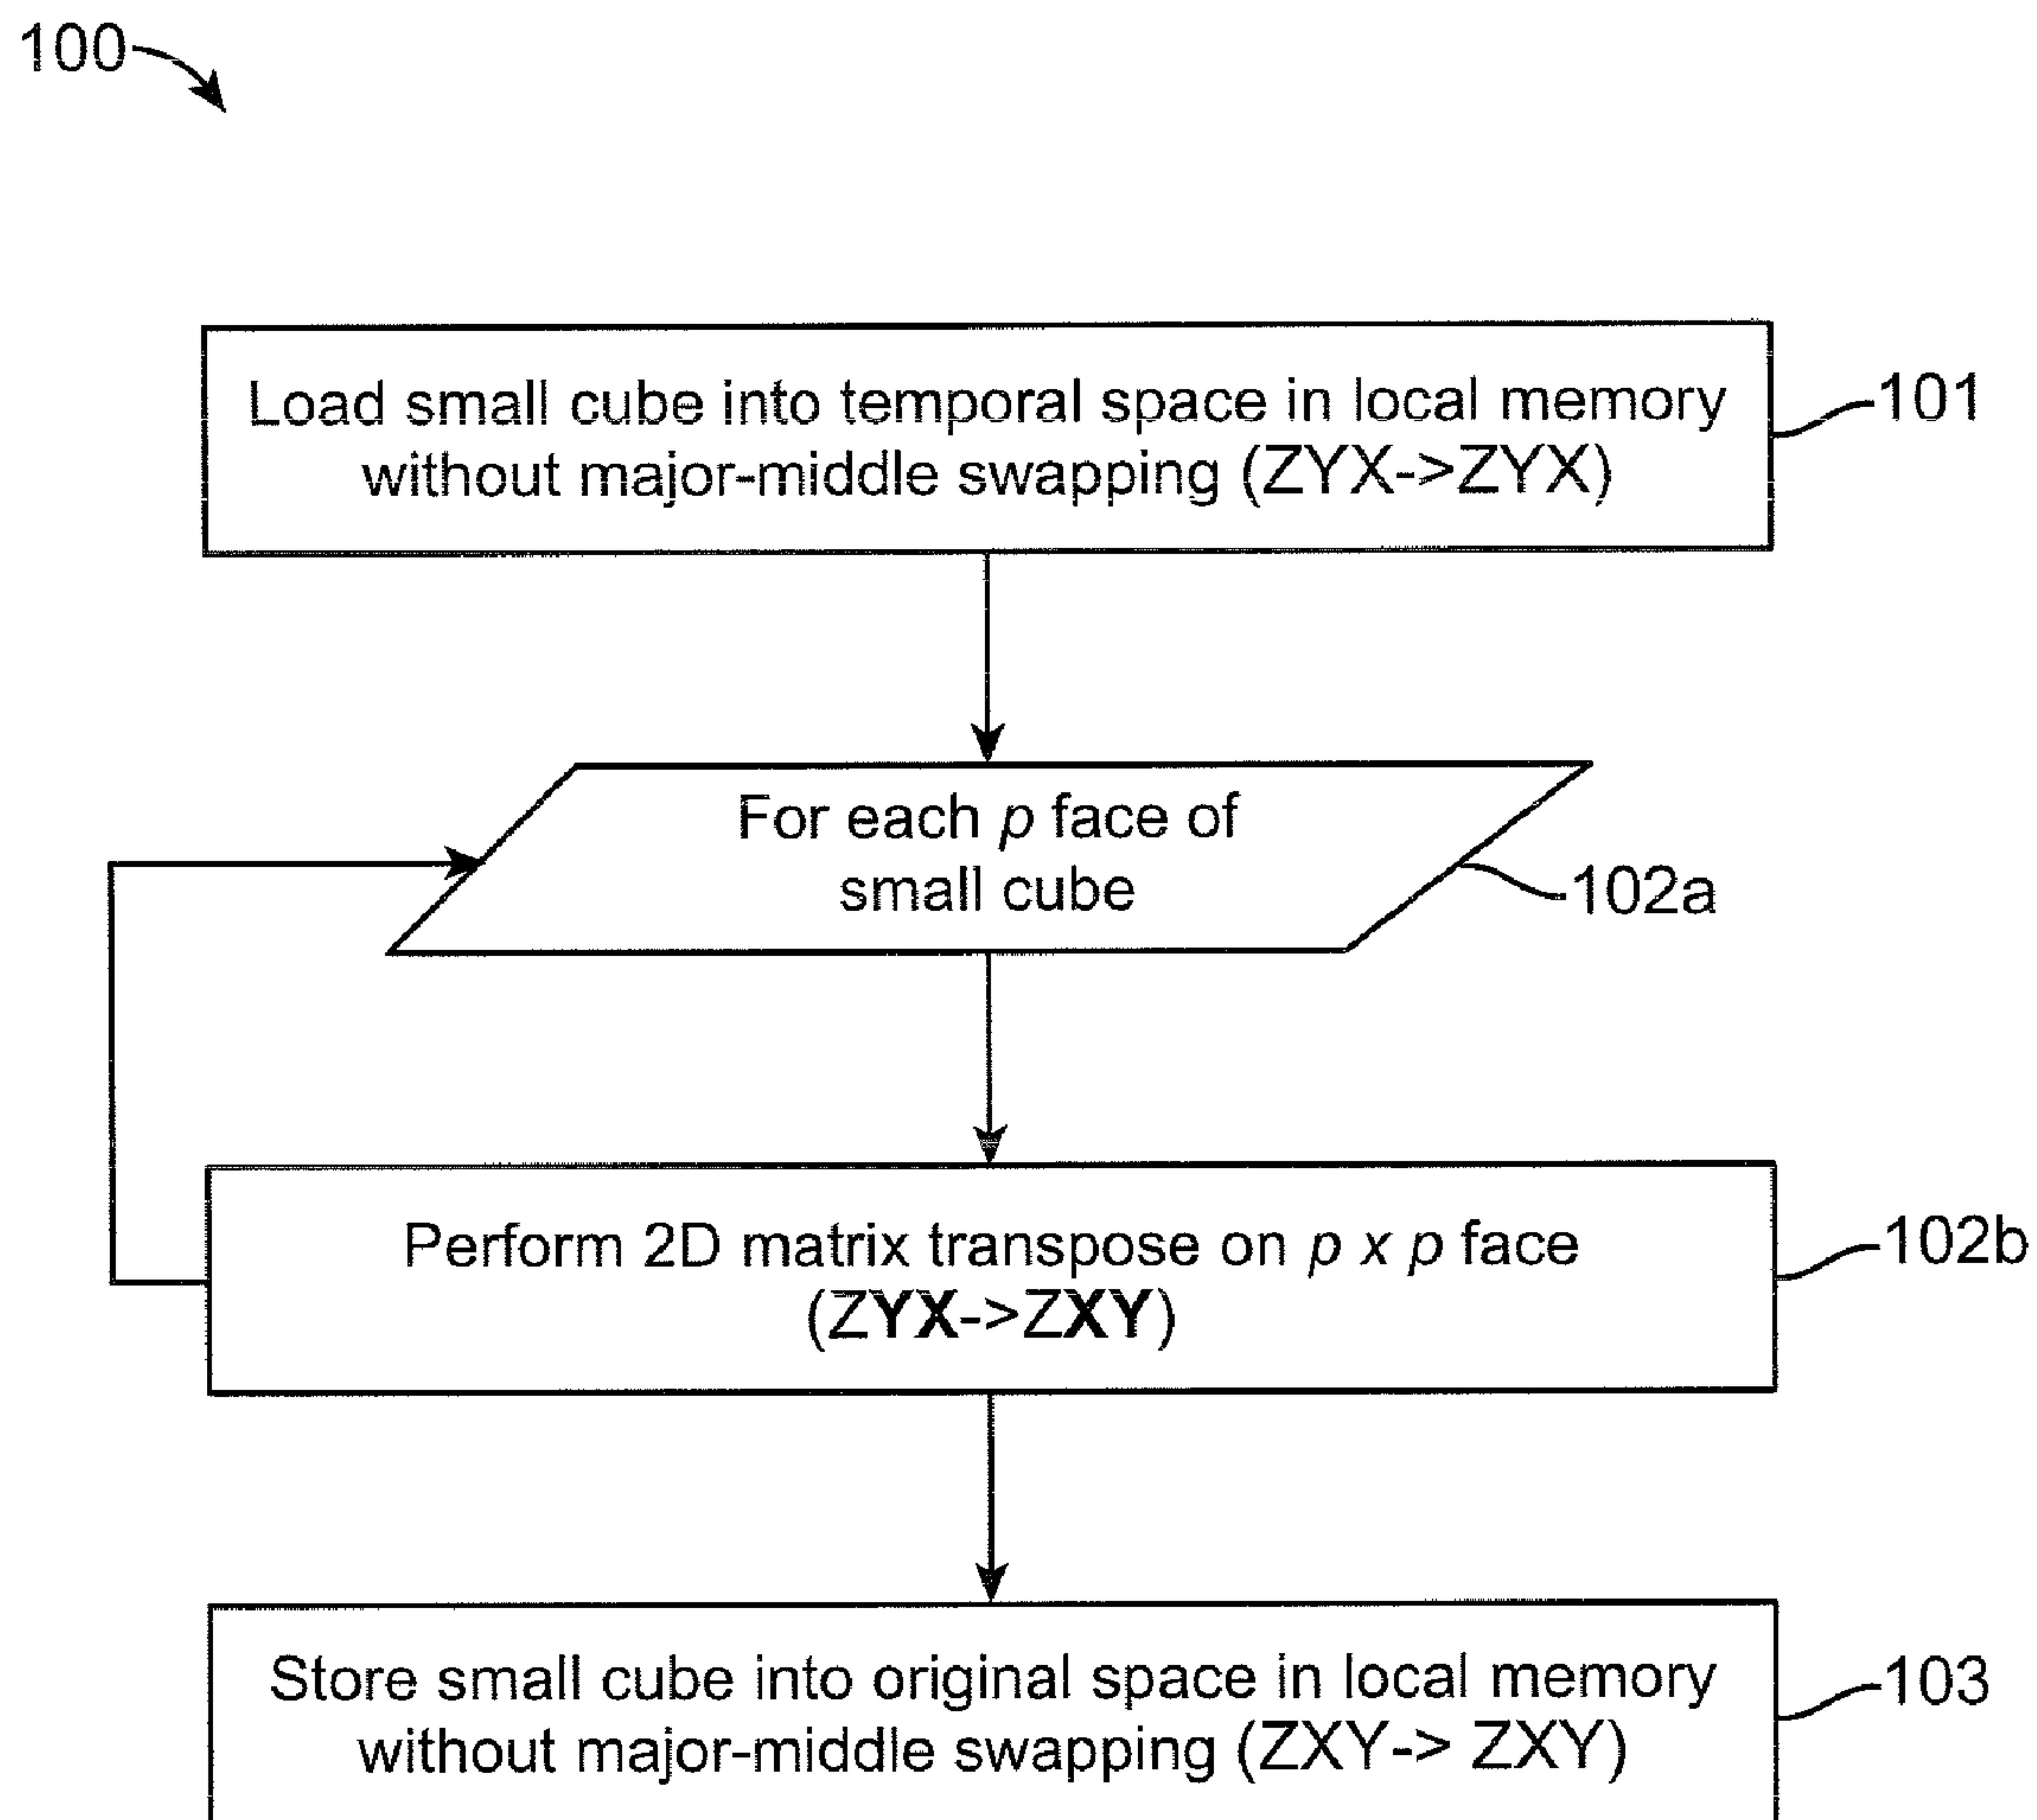 100
Load small cube into temporal space in local memory
without major-middle swapping (ZYX->ZYX)
101
For each p face of
small cube
102a
Perform 2D matrix transpose on p x p face
(ZYX->ZXY)
102b
Store small cube into original space in local memory
without major-middle swapping (ZXY-> ZXY)
103